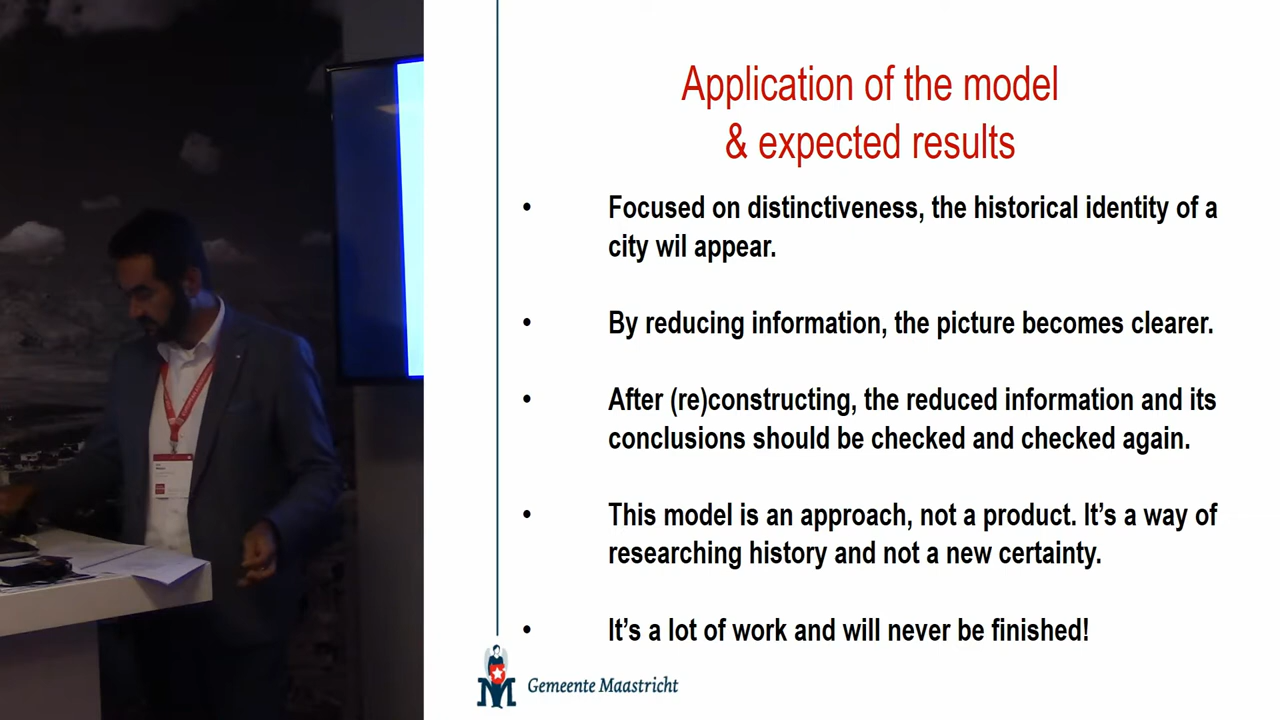 Application of the model
& expected results
• Focused on distinctiveness, the historical identity of a
city wil appear.
• By reducing information, the picture becomes clearer.
• After (re)constructing, the reduced information and its
conclusions should be checked and checked again.
• This model is an approach, not a product. It's a way of
researching history and not a new certainty.
• It's a lot of work and will never be finished!
Gemeente Maastricht